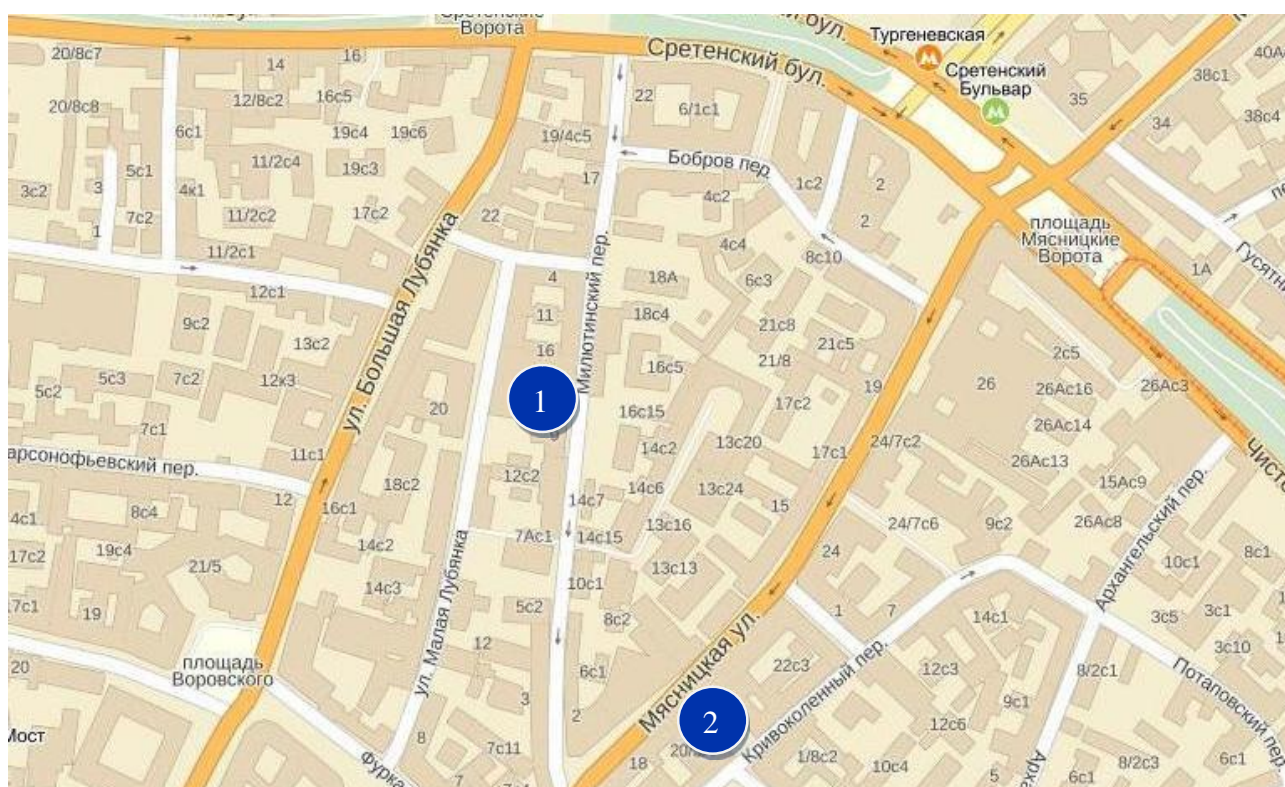 Сретенские
Ворота
бул.
Тургеневская
Сретенский
Бульвар
Сретенский бул.
20/8с7
14
16
22
6/1с1
35
38с1
34
38с4
20/8с8
12/8с2
16с5
6с1
19с4
19с6
19/4с5
5с1
11/2с4
19с3
17
Бобров пер.
3с2
3
4к1
4с2
1с2
2
7с2
11/2с2
17с2
22
2
1
11/2с1
4с4
8с10
площадь
Мясницкие
Ворота
12с1
4
18А
6с3
1А
9с2
11
18с4
21с8
ул. Большая Лубянка
Милютинский пер.
13с2
16
21/8
21с5
2с5
5с2
5с3
7с2
12к3
20
1
16с5
19
26
26Ас16
26Ас3
7с1
16с15
17с2
26Ас14
11с1
14с2
13с20
17с1
24/7с2
26Ас13
12
18с2
12с2
14с6
13с24
15
15Ас9
4с1
8с4
16с1
14с7
13с16
24/7с6
9с2
26Ас8
Архангельский пер.
17с2
19с4
21/5
14с2
7Ас1
14с15
24
10с1
8с1
14с3
10с1
13с13
19
ул. Малая Лубянка
5с2
8с2
1
7
14с1
3с5
3с1
3с10
20
площадь
Воровского
12
6с1
Мясницкая ул.
22с3
12с3
8/2с1
Потаповский пер.
3
2
2
Кривоколенный пер.
9с1
12с6
Мост
8
7с11
18
1/8с2
10с4
5
6с1
8/2с3
6с1
7